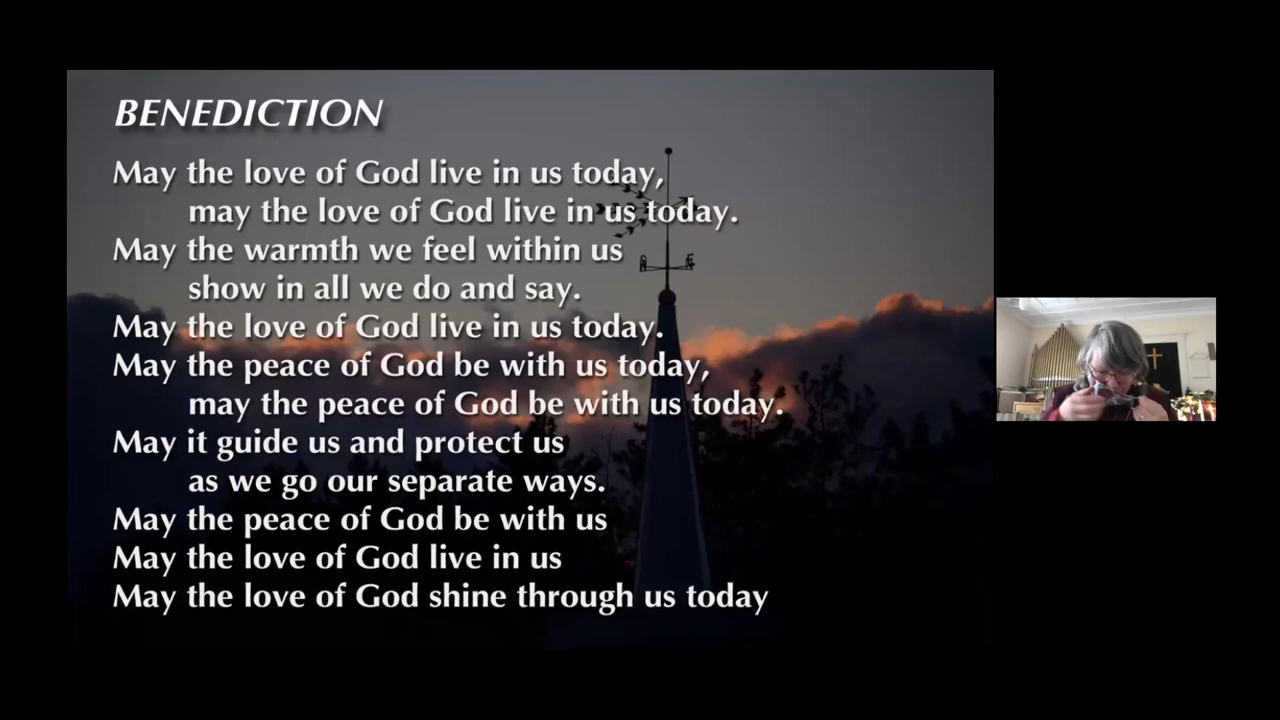 BENEDICTION
May the love of God live in us today,
may the love of God live in us today.
May the warmth we feel within us
show in all we do and say.
May the love of God live in us today.
May the peace of God be with us today,
may the peace of God be with us today.
May it guide us and protect us
as we go our separate ways.
May the peace of God be with us
May the love of God live in us
May the love of God shine through us today